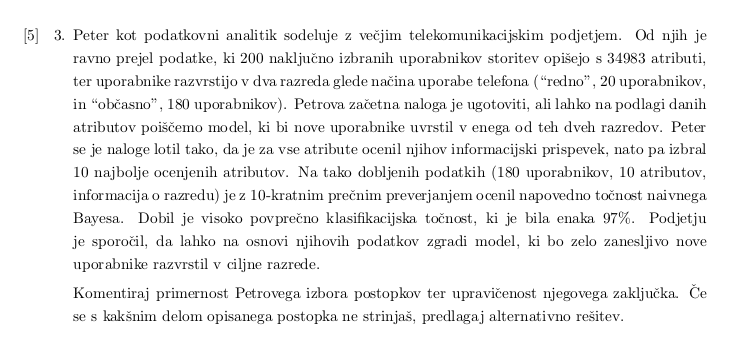 [5] 3. Peter kot podatkovni analitik sodeluje z večjim telekomunikacijskim podjetjem. Od njih je
ravno prejel podatke, ki 200 naključno izbranih uporabnikov storitev opišejo s 34983 atributi,
ter uporabnike razvrstijo v dva razreda glede načina uporabe telefona (“redno”, 20 uporabnikov,
in “občasno”, 180 uporabnikov). Petrova začetna naloga je ugotoviti, ali lahko na podlagi danih
atributov poiščemo model, ki bi nove uporabnike uvrstil v enega od teh dveh razredov. Peter
se je naloge lotil tako, da je za vse atribute ocenil njihov informacijski prispevek, nato pa izbral
10 najbolje ocenjenih atributov. Na tako dobljenih podatkih (180 uporabnikov, 10 atributov,
informacija o razredu) je z 10-kratnim prečnim preverjanjem ocenil napovedno točnost naivnega
Bayesa. Dobil je visoko povprečno klasifikacijska točnost, ki je bila enaka 97%. Podjetju
je sporočil, da lahko na osnovi njihovih podatkov zgradi model, ki bo zelo zanesljivo nove
uporabnike razvrstil v ciljne razrede.
Komentiraj primernost Petrovega izbora postopkov ter upravičenost njegovega zaključka. Če
se s kakšnim delom opisanega postopka ne strinjaš, predlagaj alternativno rešitev.